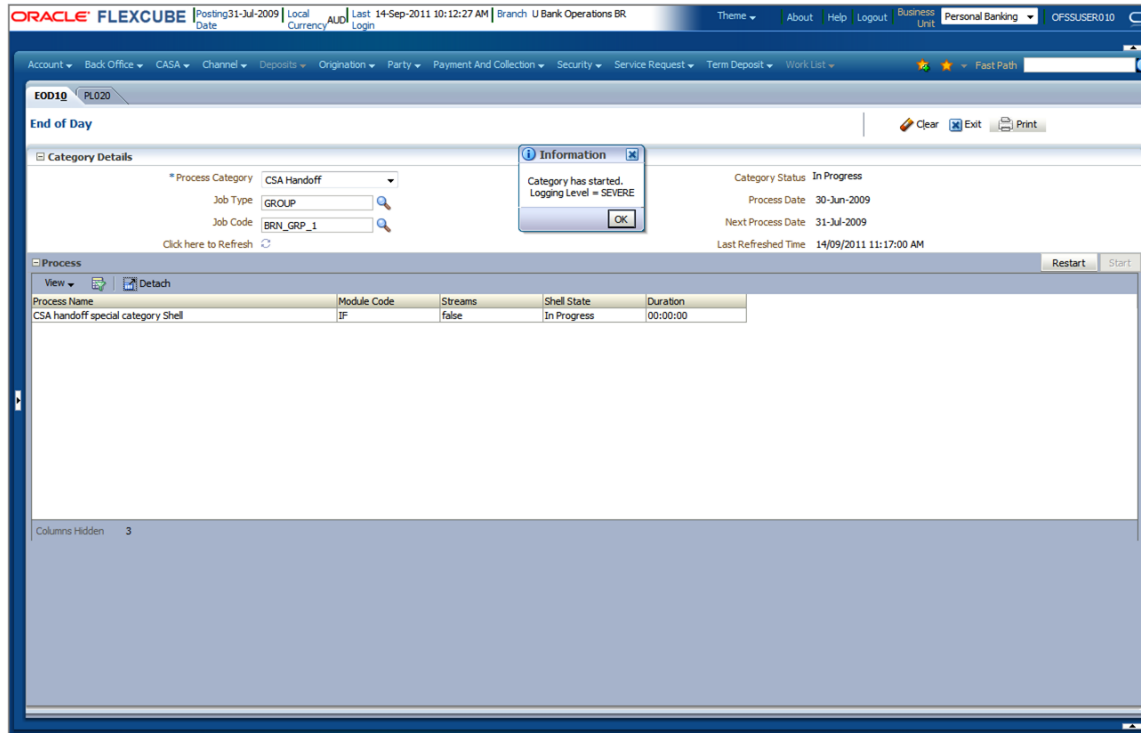 ORACLE FLEXCUBE Posting Date 31-Jul-2009 Local Currency AUD Last Login 14-Sep-2011 10:12:27 AM Branch U Bank Operations BR Theme About Help Logout Business Unit Personal Banking OFSSUSER010
Account Back Office CASA Channel Deposits Origination Party Payment And Collection Security Service Request Term Deposit Work List Fast Path
EOD10 PL020
End of Day Clear Exit Print
Category Details
* Process Category CSA Handoff
Job Type GROUP
Job Code BRN_GRP_1
Click here to Refresh
Information
Category has started.
Logging Level = SEVERE
OK
Category Status In Progress
Process Date 30-Jun-2009
Next Process Date 31-Jul-2009
Last Refreshed Time 14/09/2011 11:17:00 AM
Process Restart Start
View Detach
Process Name Module Code Streams Shell State Duration
CSA handoff special category Shell IF false In Progress 00:00:00
Columns Hidden 3